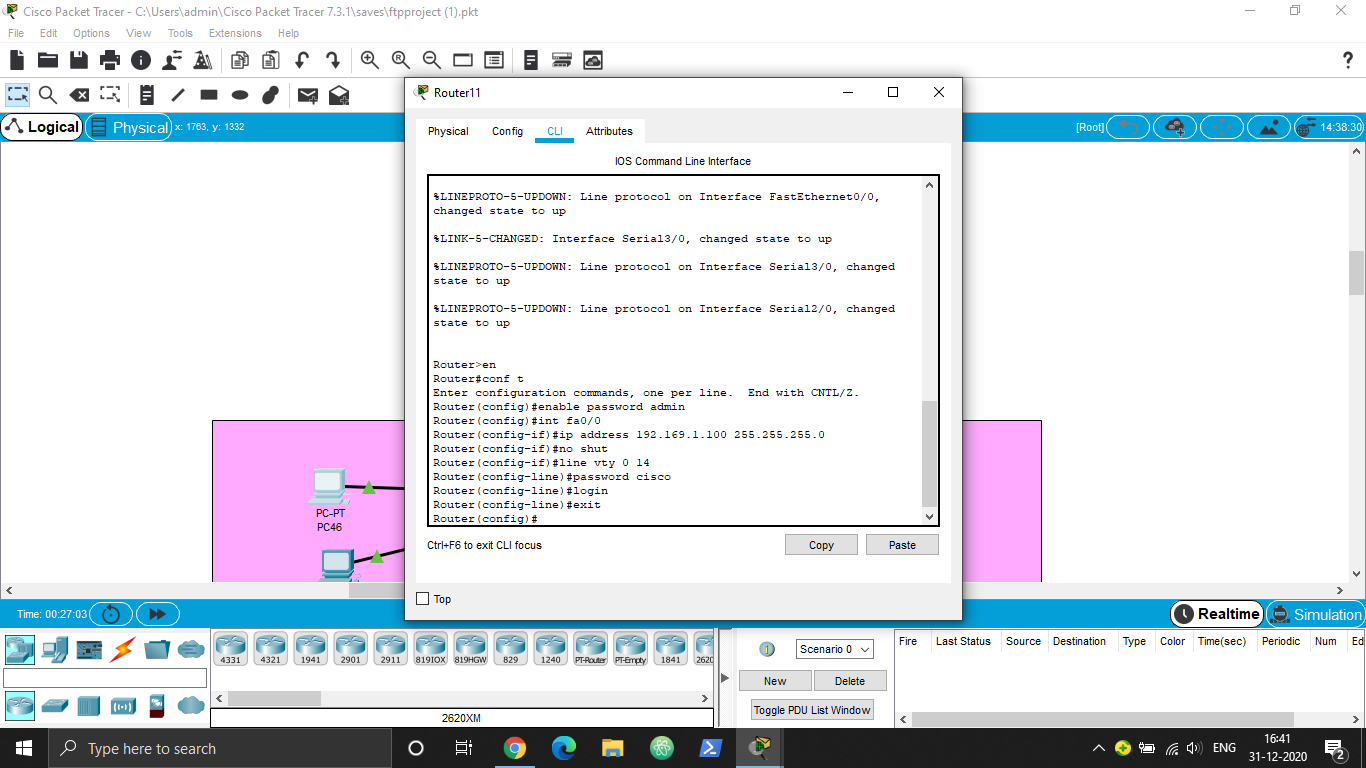 Cisco Packet Tracer - C:\Users\admin\Cisco Packet Tracer 7.3.1\saves\ftpproject (1).pkt
File Edit Options View Tools Extensions Help
?
Logical
Physical
x: 1763, y: 1332
[Root]
14:38:30
Router11
Physical Config CLI Attributes
IOS Command Line Interface
%LINEPROTO-5-UPDOWN: Line protocol on Interface FastEthernet0/0,
changed state to up
%LINK-5-CHANGED: Interface Serial3/0, changed state to up
%LINEPROTO-5-UPDOWN: Line protocol on Interface Serial3/0, changed
state to up
%LINEPROTO-5-UPDOWN: Line protocol on Interface Serial2/0, changed
state to up
Router>en
Router#conf t
Enter configuration commands, one per line.  End with CNTL/Z.
Router(config)#enable password admin
Router(config)#int fa0/0
Router(config-if)#ip address 192.169.1.100 255.255.255.0
Router(config-if)#no shut
Router(config-if)#line vty 0 14
Router(config-line)#password cisco
Router(config-line)#login
Router(config-line)#exit
Router(config)#
Ctrl+F6 to exit CLI focus
Copy
Paste
Top
PC-PT
PC46
Time: 00:27:03
Realtime
Simulation
4331 4321 1941 2901 2911 819IOX 819HGW 829 1240 PT-Router PT-Empty 1841 2620
2620XM
Scenario 0
New
Delete
Toggle PDU List Window
Fire Last Status Source Destination Type Color Time(sec) Periodic Num Ed
Type here to search
ENG
16:41
31-12-2020
2